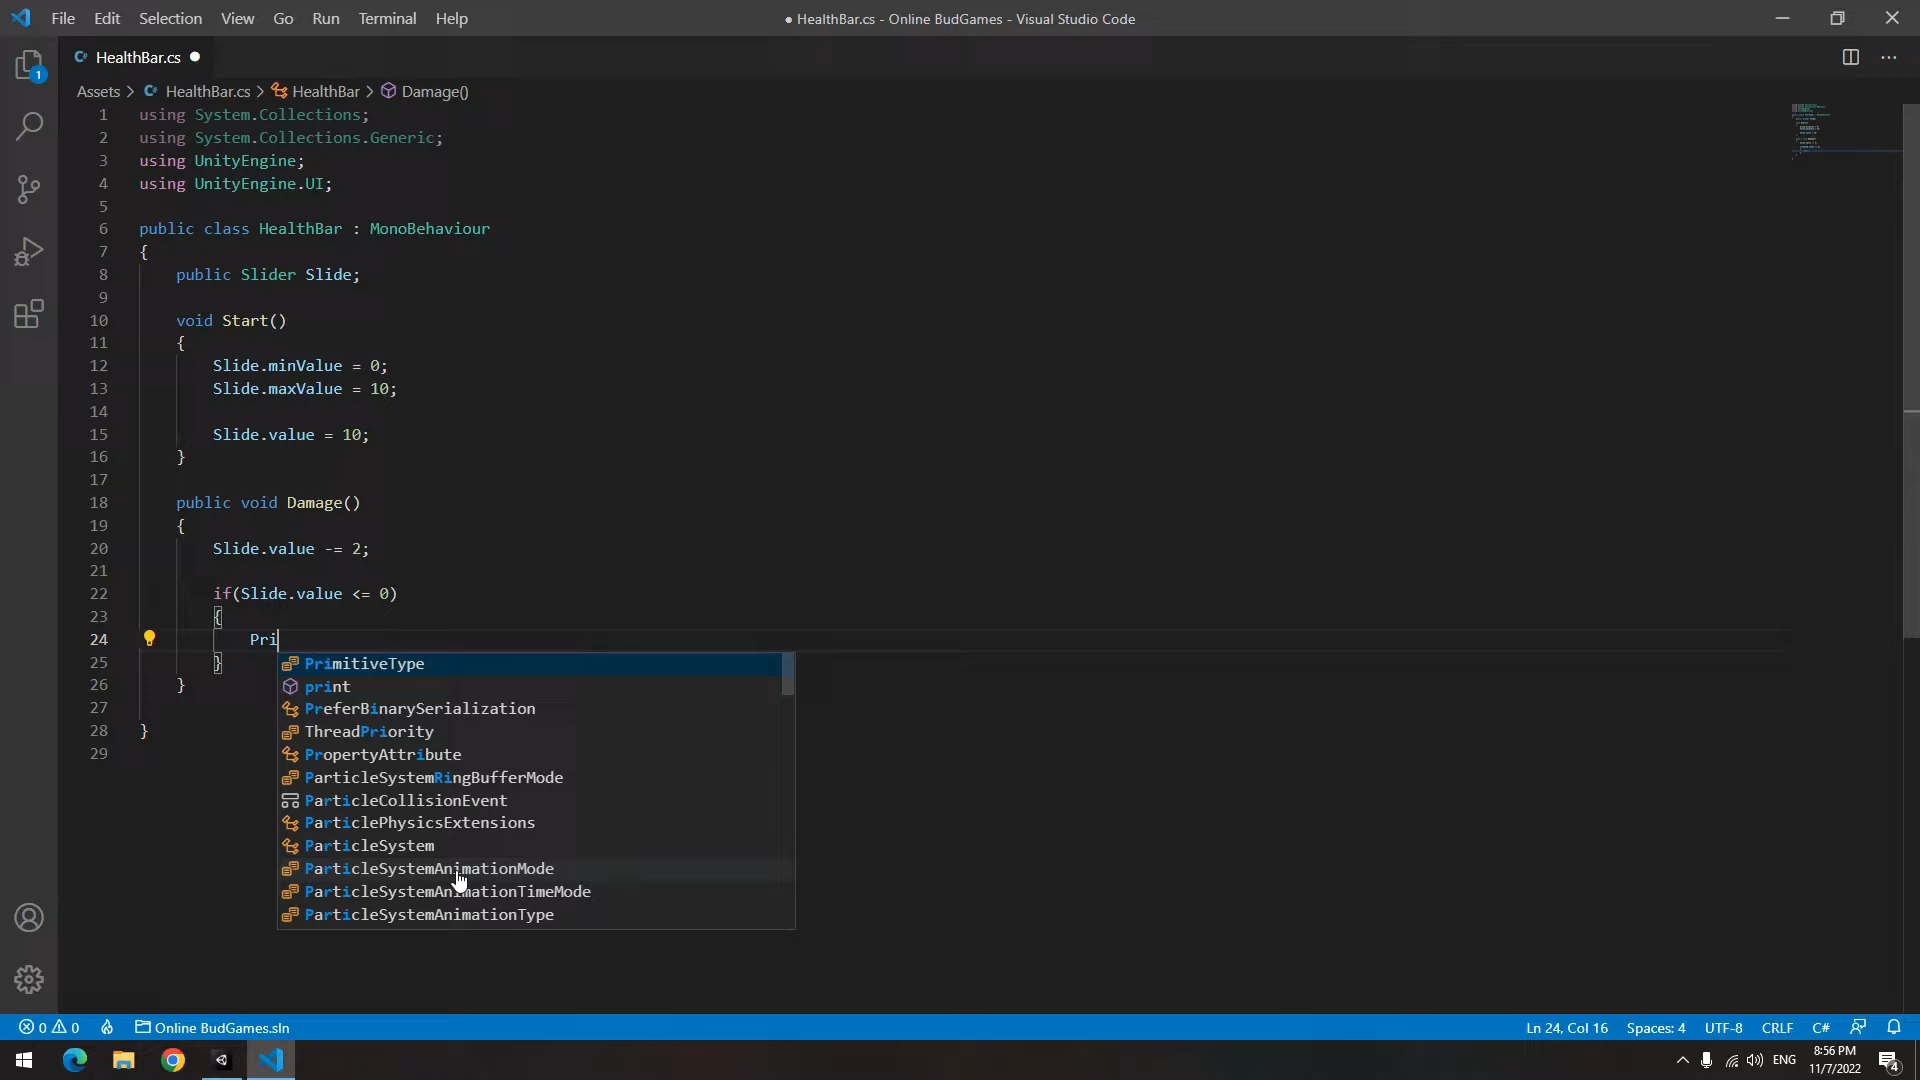 File Edit Selection View Go Run Terminal Help
● HealthBar.cs - Online BudGames - Visual Studio Code
1
HealthBar.cs
Assets > HealthBar.cs > HealthBar > Damage()
1 using System.Collections;
2 using System.Collections.Generic;
3 using UnityEngine;
4 using UnityEngine.UI;
5
6 public class HealthBar : MonoBehaviour
7 {
8 public Slider Slide;
9
10 void Start()
11 {
12 Slide.minValue = 0;
13 Slide.maxValue = 10;
14
15 Slide.value = 10;
16 }
17
18 public void Damage()
19 {
20 Slide.value -= 2;
21
22 if(Slide.value <= 0)
23 {
24 Pri
25 }
26 }
27
28 }
29
PrimitiveType
print
PreferBinarySerialization
ThreadPriority
PropertyAttribute
ParticleSystemRingBufferMode
ParticleCollisionEvent
ParticlePhysicsExtensions
ParticleSystem
ParticleSystemAnimationMode
ParticleSystemAnimationTimeMode
ParticleSystemAnimationType
0 0 Online BudGames.sln
Ln 24, Col 16 Spaces: 4 UTF-8 CRLF C#
ENG
8:56 PM
11/7/2022
4